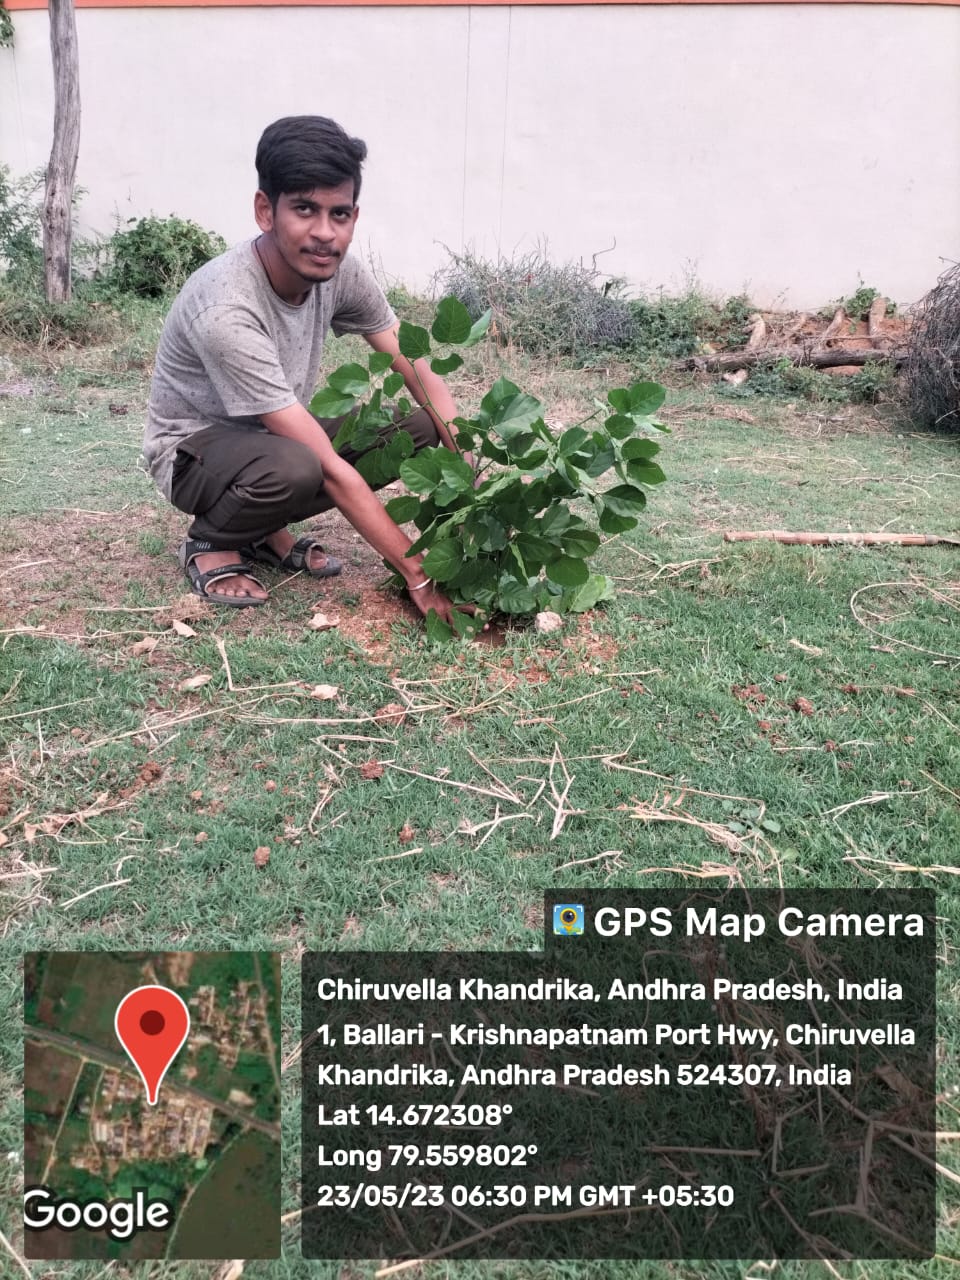 GPS Map Camera
Chiruvella Khandrika, Andhra Pradesh, India
1, Ballari - Krishnapatnam Port Hwy, Chiruvella
Khandrika, Andhra Pradesh 524307, India
Lat 14.672308°
Long 79.559802°
23/05/23 06:30 PM GMT +05:30
Google